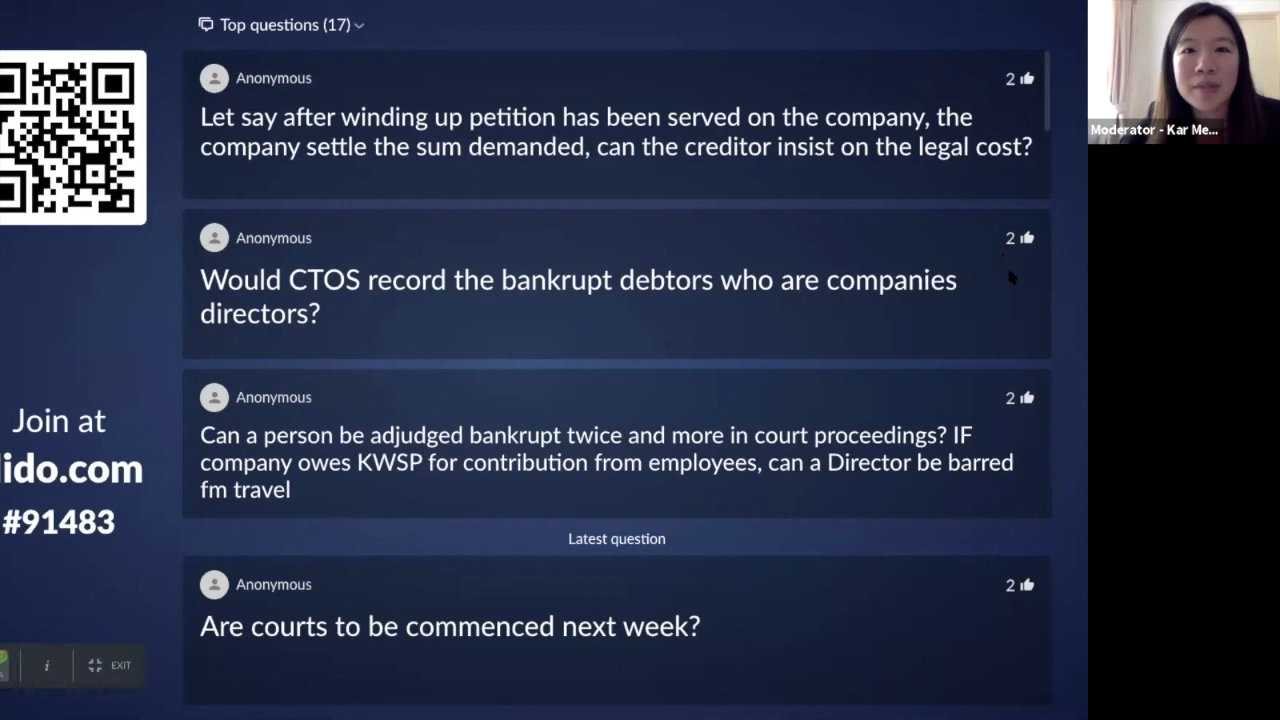 Top questions (17)
Anonymous
2
Let say after winding up petition has been served on the company, the
company settle the sum demanded, can the creditor insist on the legal cost?
Anonymous
2
Would CTOS record the bankrupt debtors who are companies
directors?
Anonymous
2
Can a person be adjudged bankrupt twice and more in court proceedings? IF
company owes KWSP for contribution from employees, can a Director be barred
fm travel
Latest question
Anonymous
2
Are courts to be commenced next week?
Join at
lido.com
#91483
i
EXIT
Moderator - Kar Me...